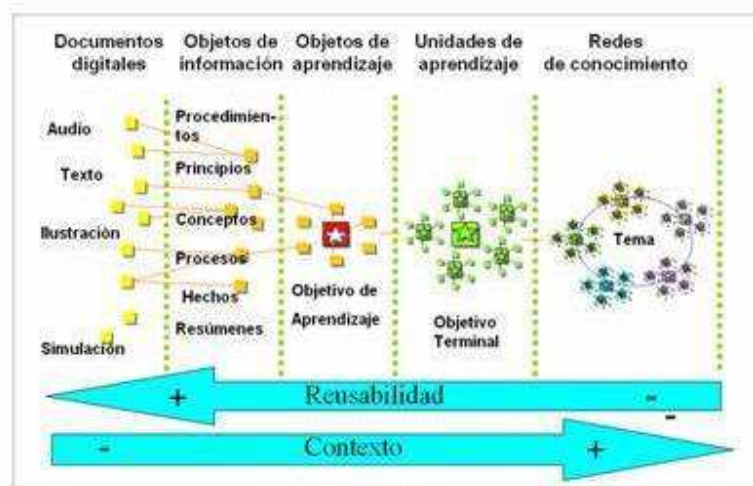 Documentos
digitales
Objetos de
información
Objetos de
aprendizaje
Unidades de
aprendizaje
Redes
de conocimiento
Audio
Texto
Ilustración
Simulación
Procedimien-
tos
Principios
Conceptos
Procesos
Hechos
Resúmenes
Objetivo de
Aprendizaje
Objetivo
Terminal
Tema
+ Reusabilidad -
-
- Contexto +